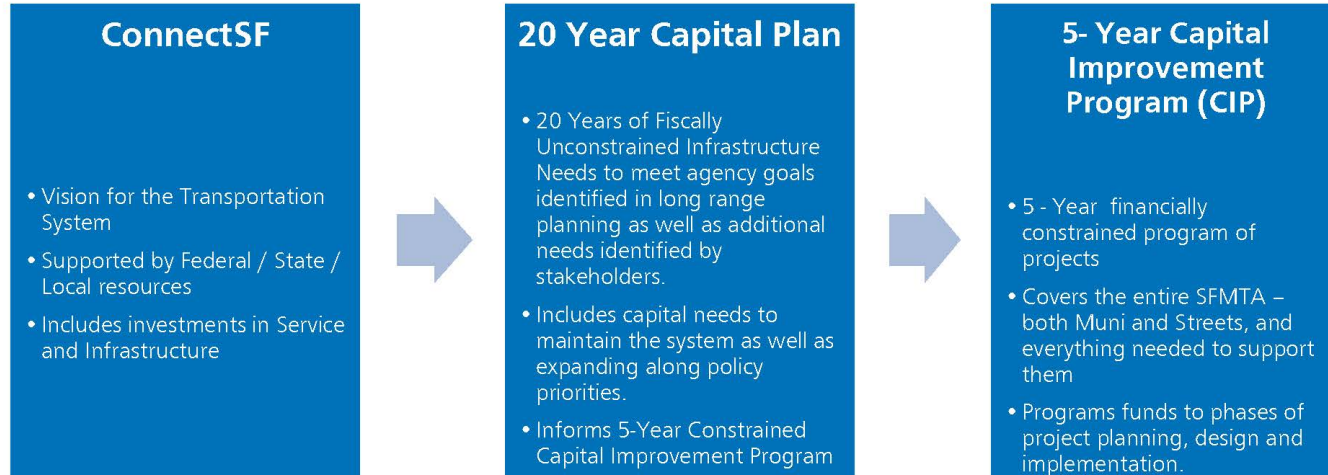 ConnectSF
• Vision for the Transportation
System
• Supported by Federal / State /
Local resources
• Includes investments in Service
and Infrastructure
20 Year Capital Plan
• 20 Years of Fiscally
Unconstrained Infrastructure
Needs to meet agency goals
identified in long range
planning as well as additional
needs identified by
stakeholders.
• Includes capital needs to
maintain the system as well as
expanding along policy
priorities.
• Informs 5-Year Constrained
Capital Improvement Program
5- Year Capital
Improvement
Program (CIP)
• 5 - Year financially
constrained program of
projects
• Covers the entire SFMTA –
both Muni and Streets, and
everything needed to support
them
• Programs funds to phases of
project planning, design and
implementation.